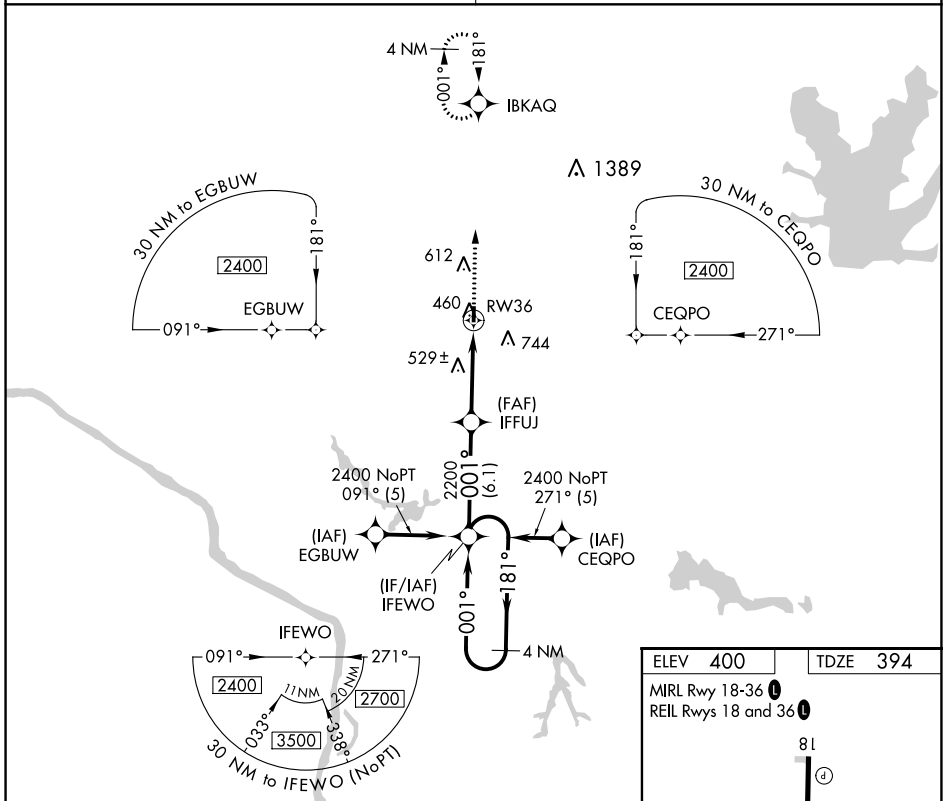 4 NM
001°
181°
IBKAQ
1389
30 NM to EGBUW
181°
2400
EGBUW
091°
30 NM to CEQPO
181°
2400
CEQPO
271°
612
460
RW36
744
529±
(FAF)
IFFUJ
2200
001°
(6.1)
2400 NoPT
091° (5)
2400 NoPT
271° (5)
(IAF)
EGBUW
(IAF)
CEQPO
(IF/IAF)
IFEWO
001°
181°
4 NM
IFEWO
091°
271°
2400
11 NM
20 NM
2700
033°
3500
338°
30 NM to IFEWO (NoPT)
ELEV 400
TDZE 394
MIRL Rwy 18-36 L
REIL Rwys 18 and 36 L
18
P